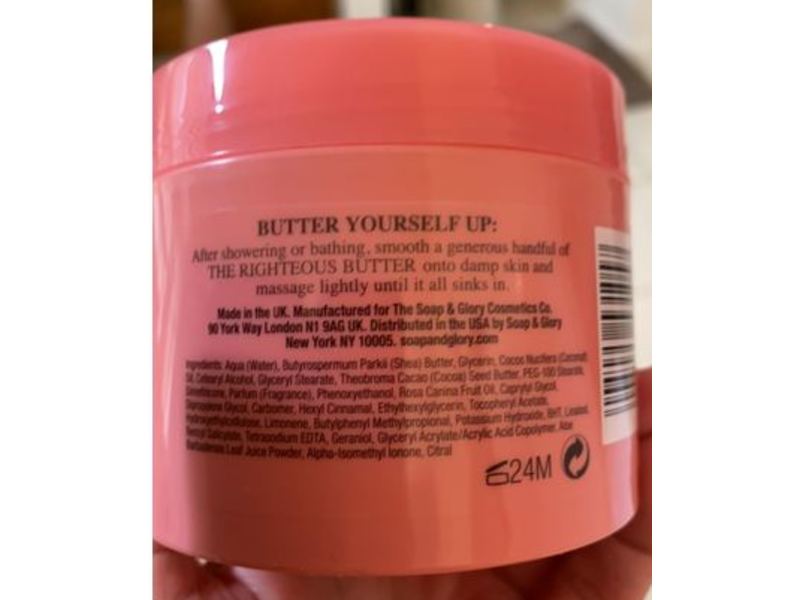 BUTTER YOURSELF UP:
After showering or bathing, smooth a generous handful of
THE RIGHTEOUS BUTTER onto damp skin and
massage lightly until it all sinks in.
Made in the UK. Manufactured for The Soap & Glory Cosmetics Co.
90 York Way London N1 9AG UK. Distributed in the USA by Soap & Glory
New York NY 10005. soapandglory.com
Ingredients: Aqua (Water), Butyrospermum Parkii (Shea) Butter, Glycerin, Cocos Nucifera (Coconut)
Oil, Cetearyl Alcohol, Glyceryl Stearate, Theobroma Cacao (Cocoa) Seed Butter, PEG-100 Stearate,
Dimethicone, Parfum (Fragrance), Phenoxyethanol, Rosa Canina Fruit Oil, Caprylyl Glycol,
Dipropylene Glycol, Carbomer, Hexyl Cinnamal, Ethylhexylglycerin, Tocopheryl Acetate,
Hydroxyethylcellulose, Limonene, Butylphenyl Methylpropional, Potassium Hydroxide, BHT, Linalool,
Benzyl Salicylate, Tetrasodium EDTA, Geraniol, Glyceryl Acrylate/Acrylic Acid Copolymer, Aloe
Barbadensis Leaf Juice Powder, Alpha-Isomethyl Ionone, Citral
24M